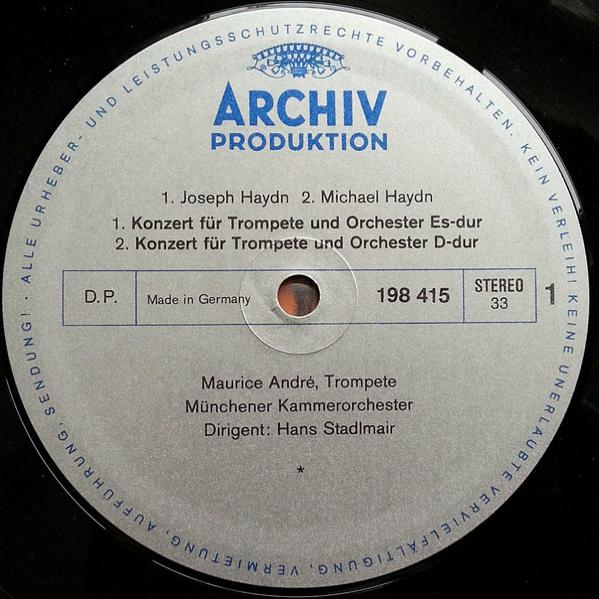 ARCHIV
PRODUKTION
1. Joseph Haydn 2. Michael Haydn
1. Konzert für Trompete und Orchester Es-dur
2. Konzert für Trompete und Orchester D-dur
D.P.
Made in Germany
198 415
STEREO
33
1
Maurice André, Trompete
Münchener Kammerorchester
Dirigent: Hans Stadlmair
*
· ALLE URHEBER- UND LEISTUNGSSCHUTZRECHTE VORBEHALTEN. KEIN VERLEIH! KEINE UNERLAUBTE VERVIELFÄLTIGUNG, VERMIETUNG, AUFFÜHRUNG, SENDUNG!